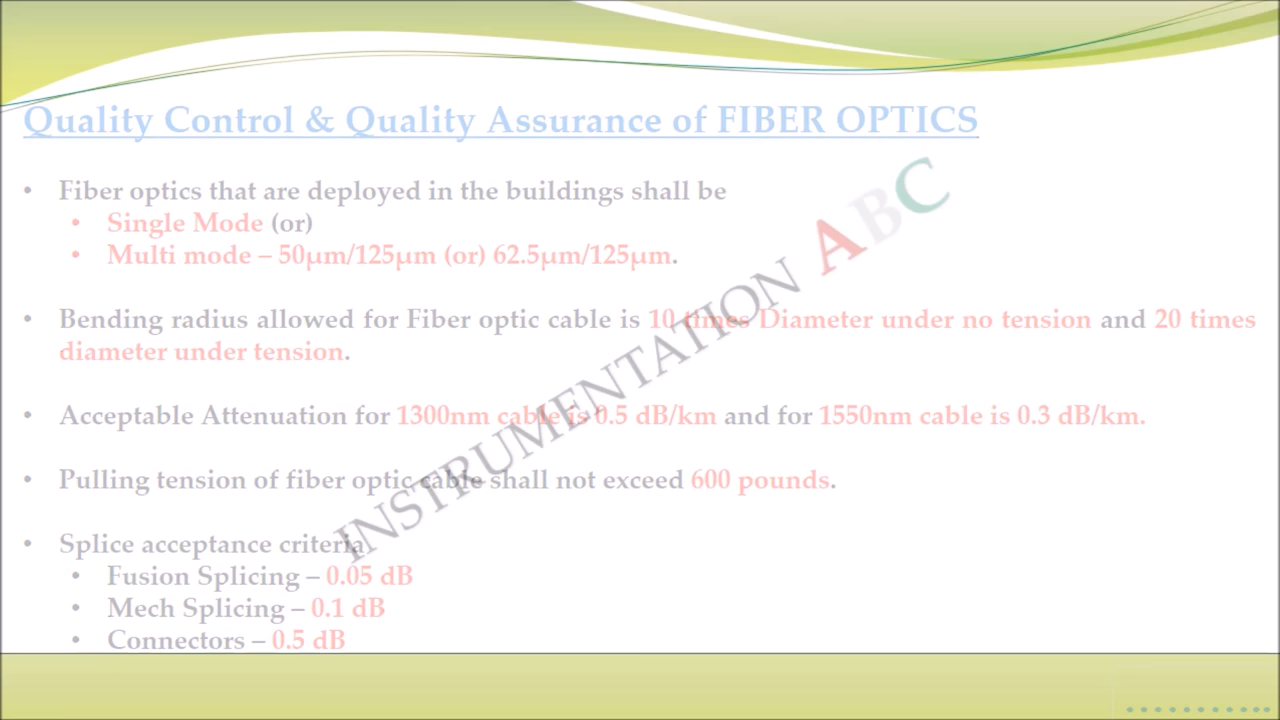 Quality Control & Quality Assurance of FIBER OPTICS
• Fiber optics that are deployed in the buildings shall be
• Single Mode (or)
• Multi mode – 50µm/125µm (or) 62.5µm/125µm.
• Bending radius allowed for Fiber optic cable is 10 times Diameter under no tension and 20 times
diameter under tension.
• Acceptable Attenuation for 1300nm cable is 0.5 dB/km and for 1550nm cable is 0.3 dB/km.
• Pulling tension of fiber optic cable shall not exceed 600 pounds.
• Splice acceptance criteria
• Fusion Splicing – 0.05 dB
• Mech Splicing – 0.1 dB
• Connectors – 0.5 dB
INSTRUMENTATION ABC